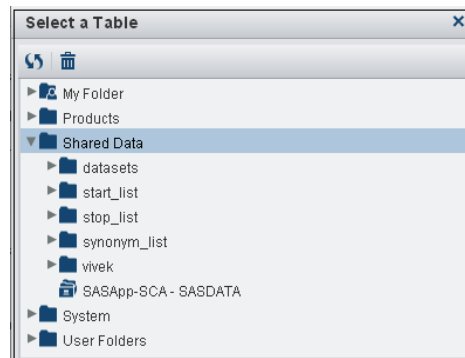 Select a Table
My Folder
Products
Shared Data
datasets
start_list
stop_list
synonym_list
vivek
SASApp-SCA - SASDATA
System
User Folders